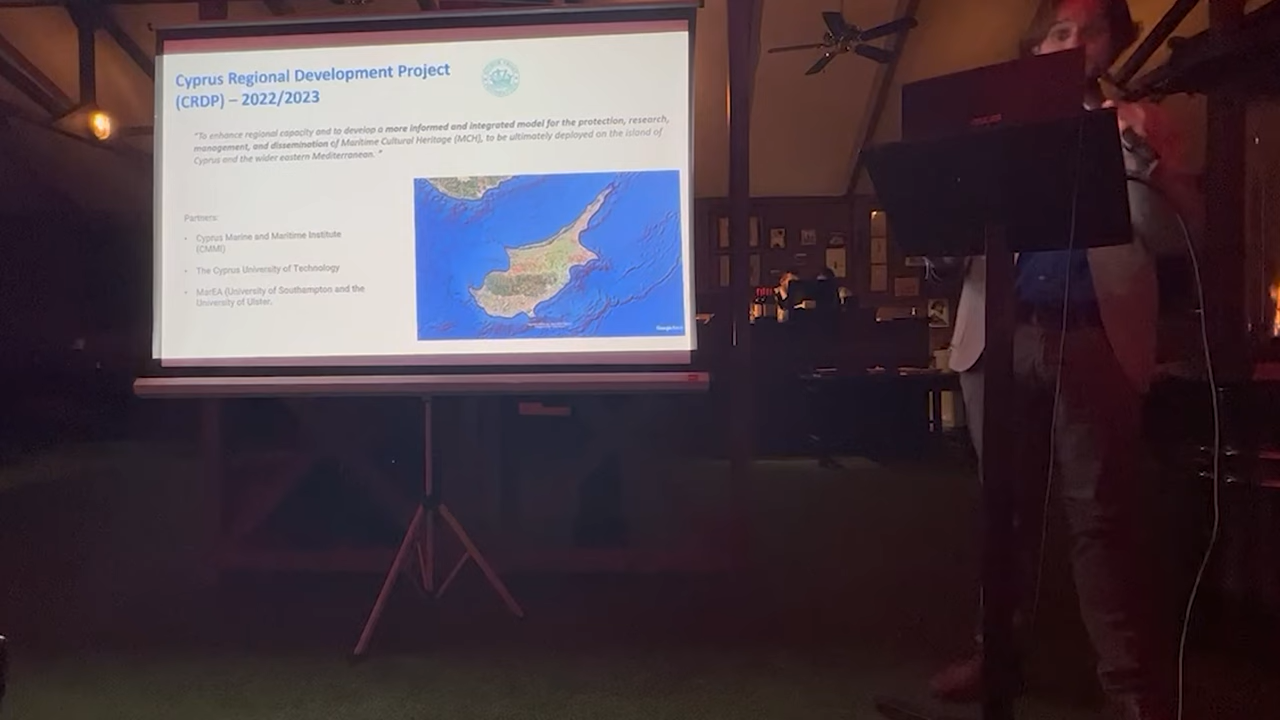 Cyprus Regional Development Project
(CRDP) – 2022/2023
"To enhance regional capacity and to develop a more informed and integrated model for the protection, research,
management, and dissemination of Maritime Cultural Heritage (MCH), to be ultimately deployed on the island of
Cyprus and the wider eastern Mediterranean."
Partners:
• Cyprus Marine and Maritime Institute
(CMMI)
• The Cyprus University of Technology
• MarEA (University of Southampton and the
University of Ulster.